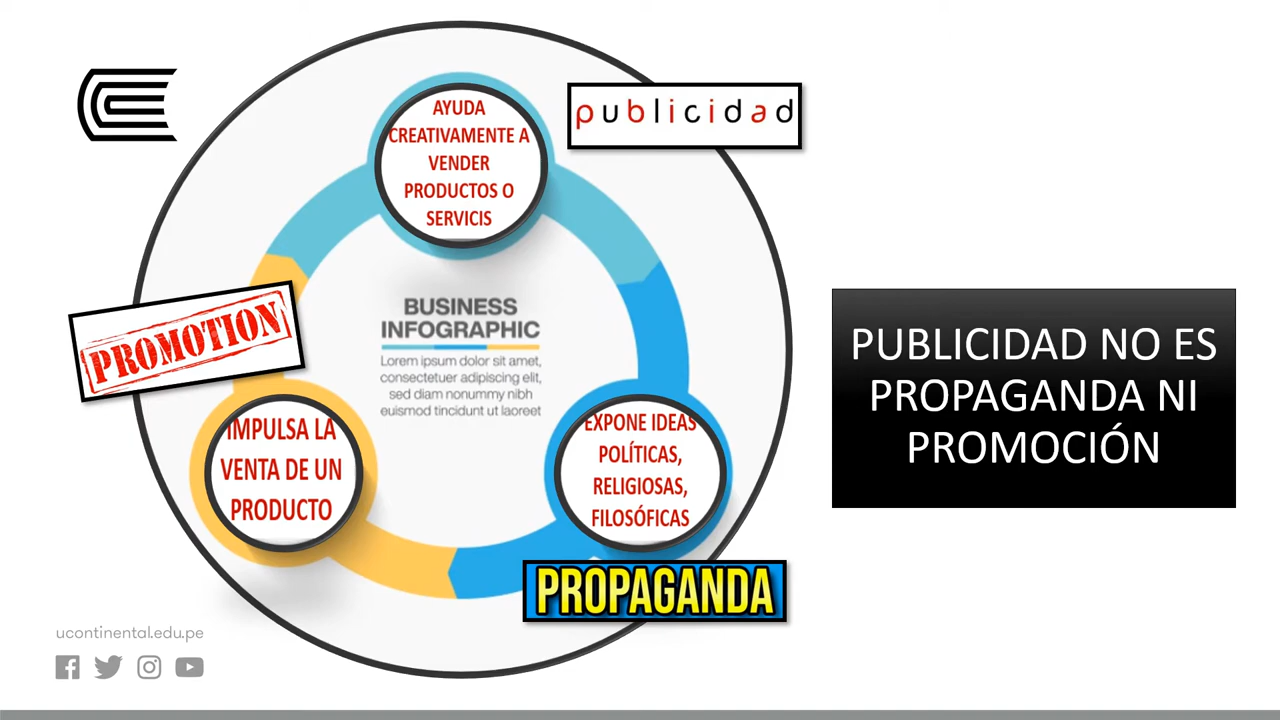 publicidad
AYUDA
CREATIVAMENTE A
VENDER
PRODUCTOS O
SERVICIS
PROMOTION
BUSINESS
INFOGRAPHIC
Lorem ipsum dolor sit amet,
consectetuer adipiscing elit,
sed diam nonummy nibh
euismod tincidunt ut laoreet
PUBLICIDAD NO ES
PROPAGANDA NI
PROMOCIÓN
IMPULSA LA
VENTA DE UN
PRODUCTO
EXPONE IDEAS
POLÍTICAS,
RELIGIOSAS,
FILOSÓFICAS
PROPAGANDA
ucontinental.edu.pe